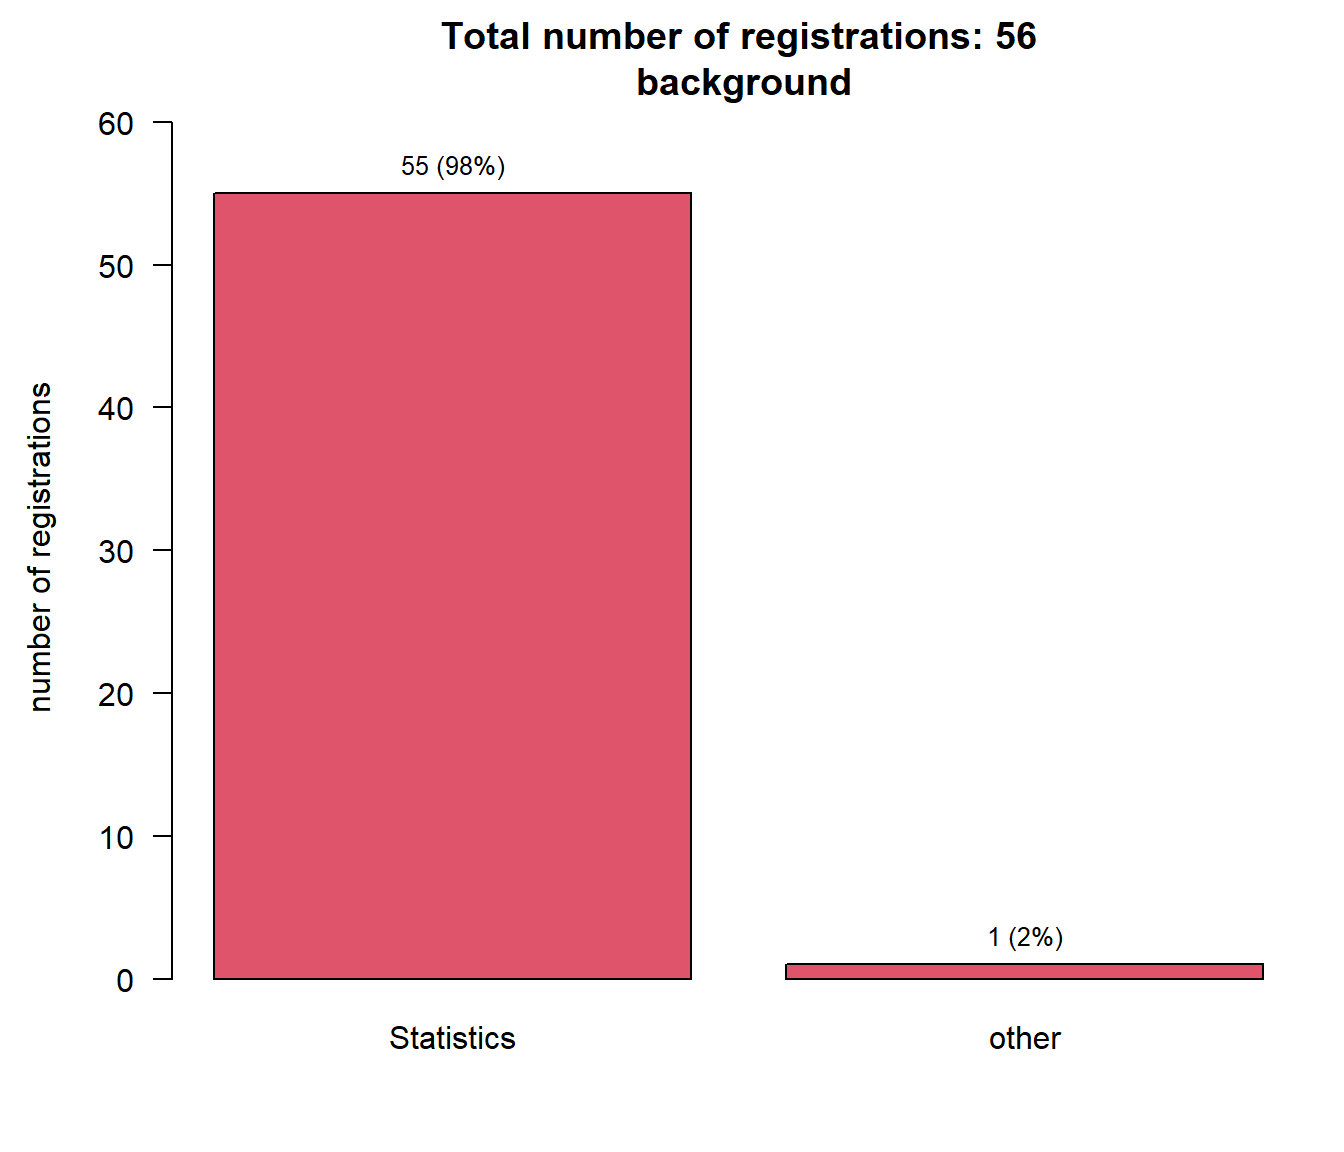 Total number of registrations: 56
background
60
55 (98%)
50
40
30
20
10
0
number of registrations
1 (2%)
Statistics
other